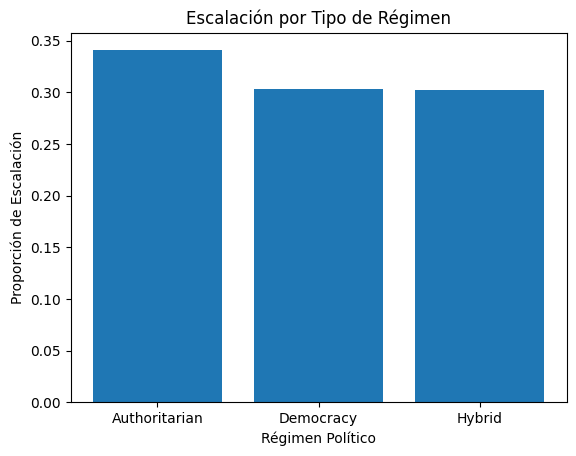 Escalación por Tipo de Régimen
0.35
0.30
0.25
0.20
0.15
0.10
0.05
0.00
Proporción de Escalación
Authoritarian
Democracy
Hybrid
Régimen Político